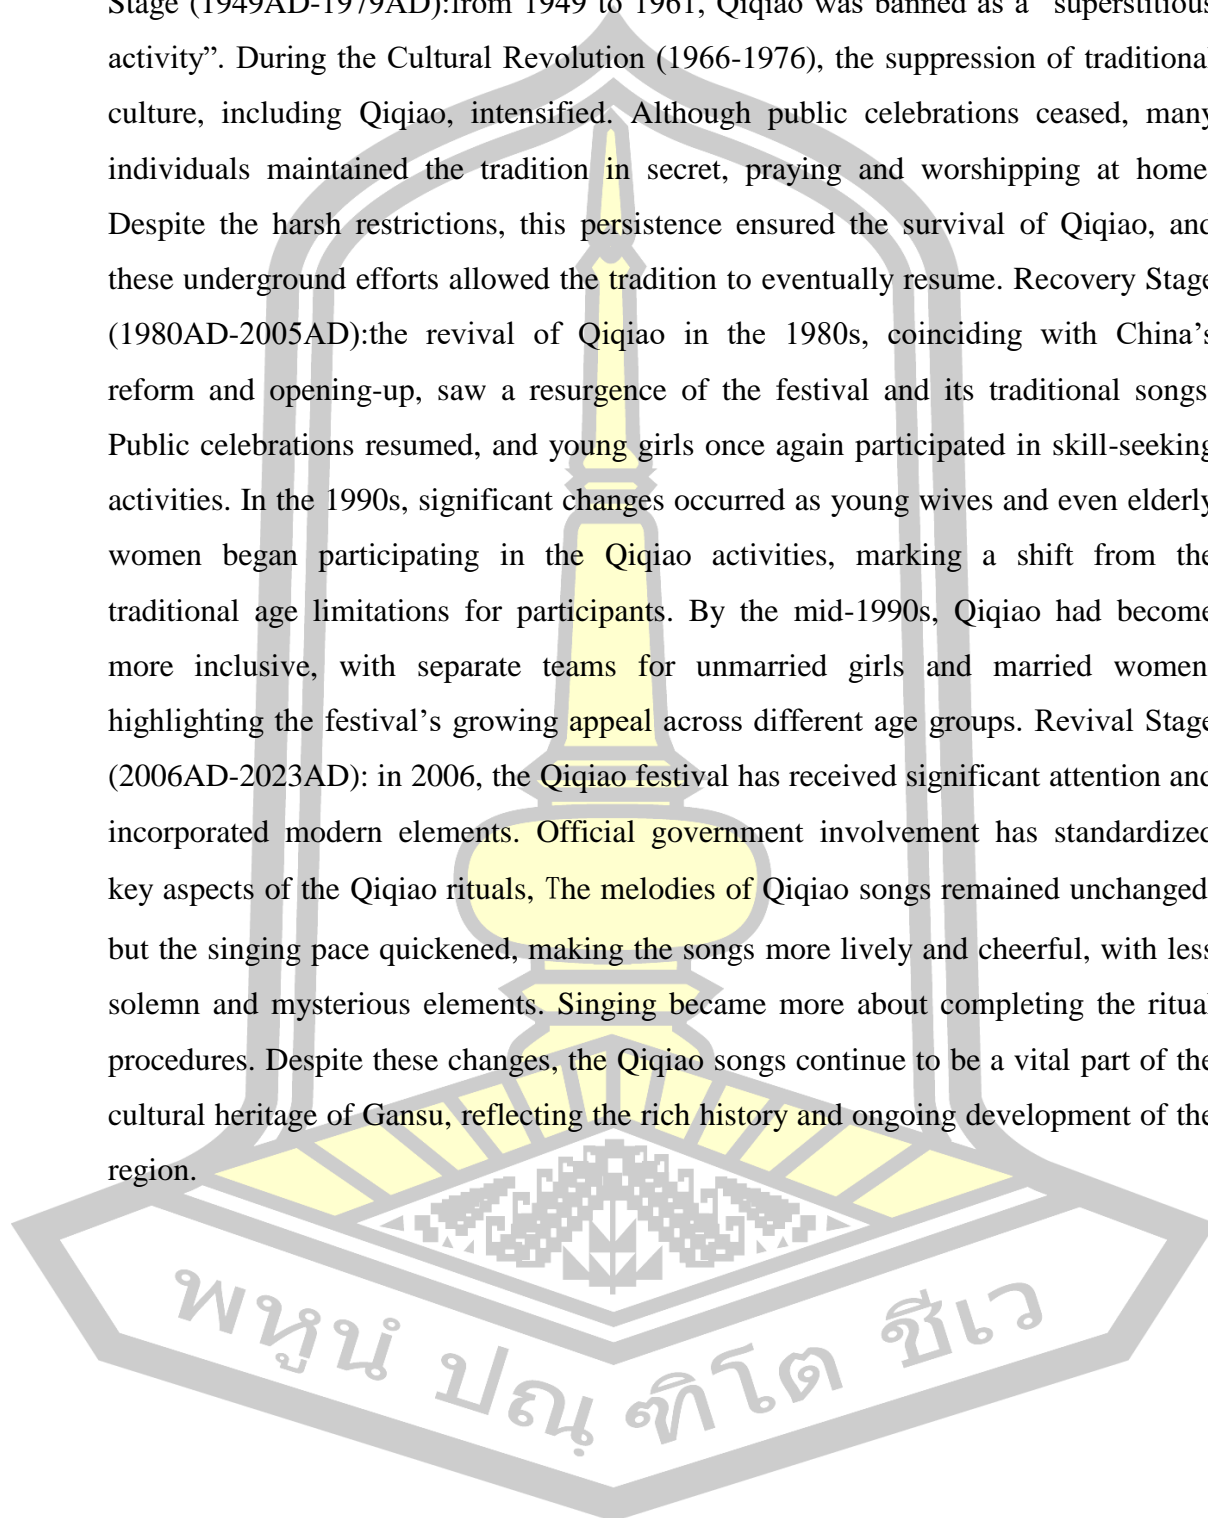 Stage (1949AD-1979AD):from 1949 to 1961, Qiqiao was banned as a “superstitious
activity”. During the Cultural Revolution (1966-1976), the suppression of traditional
culture, including Qiqiao, intensified. Although public celebrations ceased, many
individuals maintained the tradition in secret, praying and worshipping at home
Despite the harsh restrictions, this persistence ensured the survival of Qiqiao, and
these underground efforts allowed the tradition to eventually resume. Recovery Stage
(1980AD-2005AD):the revival of Qiqiao in the 1980s, coinciding with China’s
reform and opening-up, saw a resurgence of the festival and its traditional songs
Public celebrations resumed, and young girls once again participated in skill-seeking
activities. In the 1990s, significant changes occurred as young wives and even elderly
women began participating in the Qiqiao activities, marking a shift from the
traditional age limitations for participants. By the mid-1990s, Qiqiao had become
more inclusive, with separate teams for unmarried girls and married women
highlighting the festival’s growing appeal across different age groups. Revival Stage
(2006AD-2023AD): in 2006, the Qiqiao festival has received significant attention and
incorporated modern elements. Official government involvement has standardized
key aspects of the Qiqiao rituals, The melodies of Qiqiao songs remained unchanged
but the singing pace quickened, making the songs more lively and cheerful, with less
solemn and mysterious elements. Singing became more about completing the ritual
procedures. Despite these changes, the Qiqiao songs continue to be a vital part of the
cultural heritage of Gansu, reflecting the rich history and ongoing development of the
region.
พหูนํ ปณฺฑิโต ชีเว